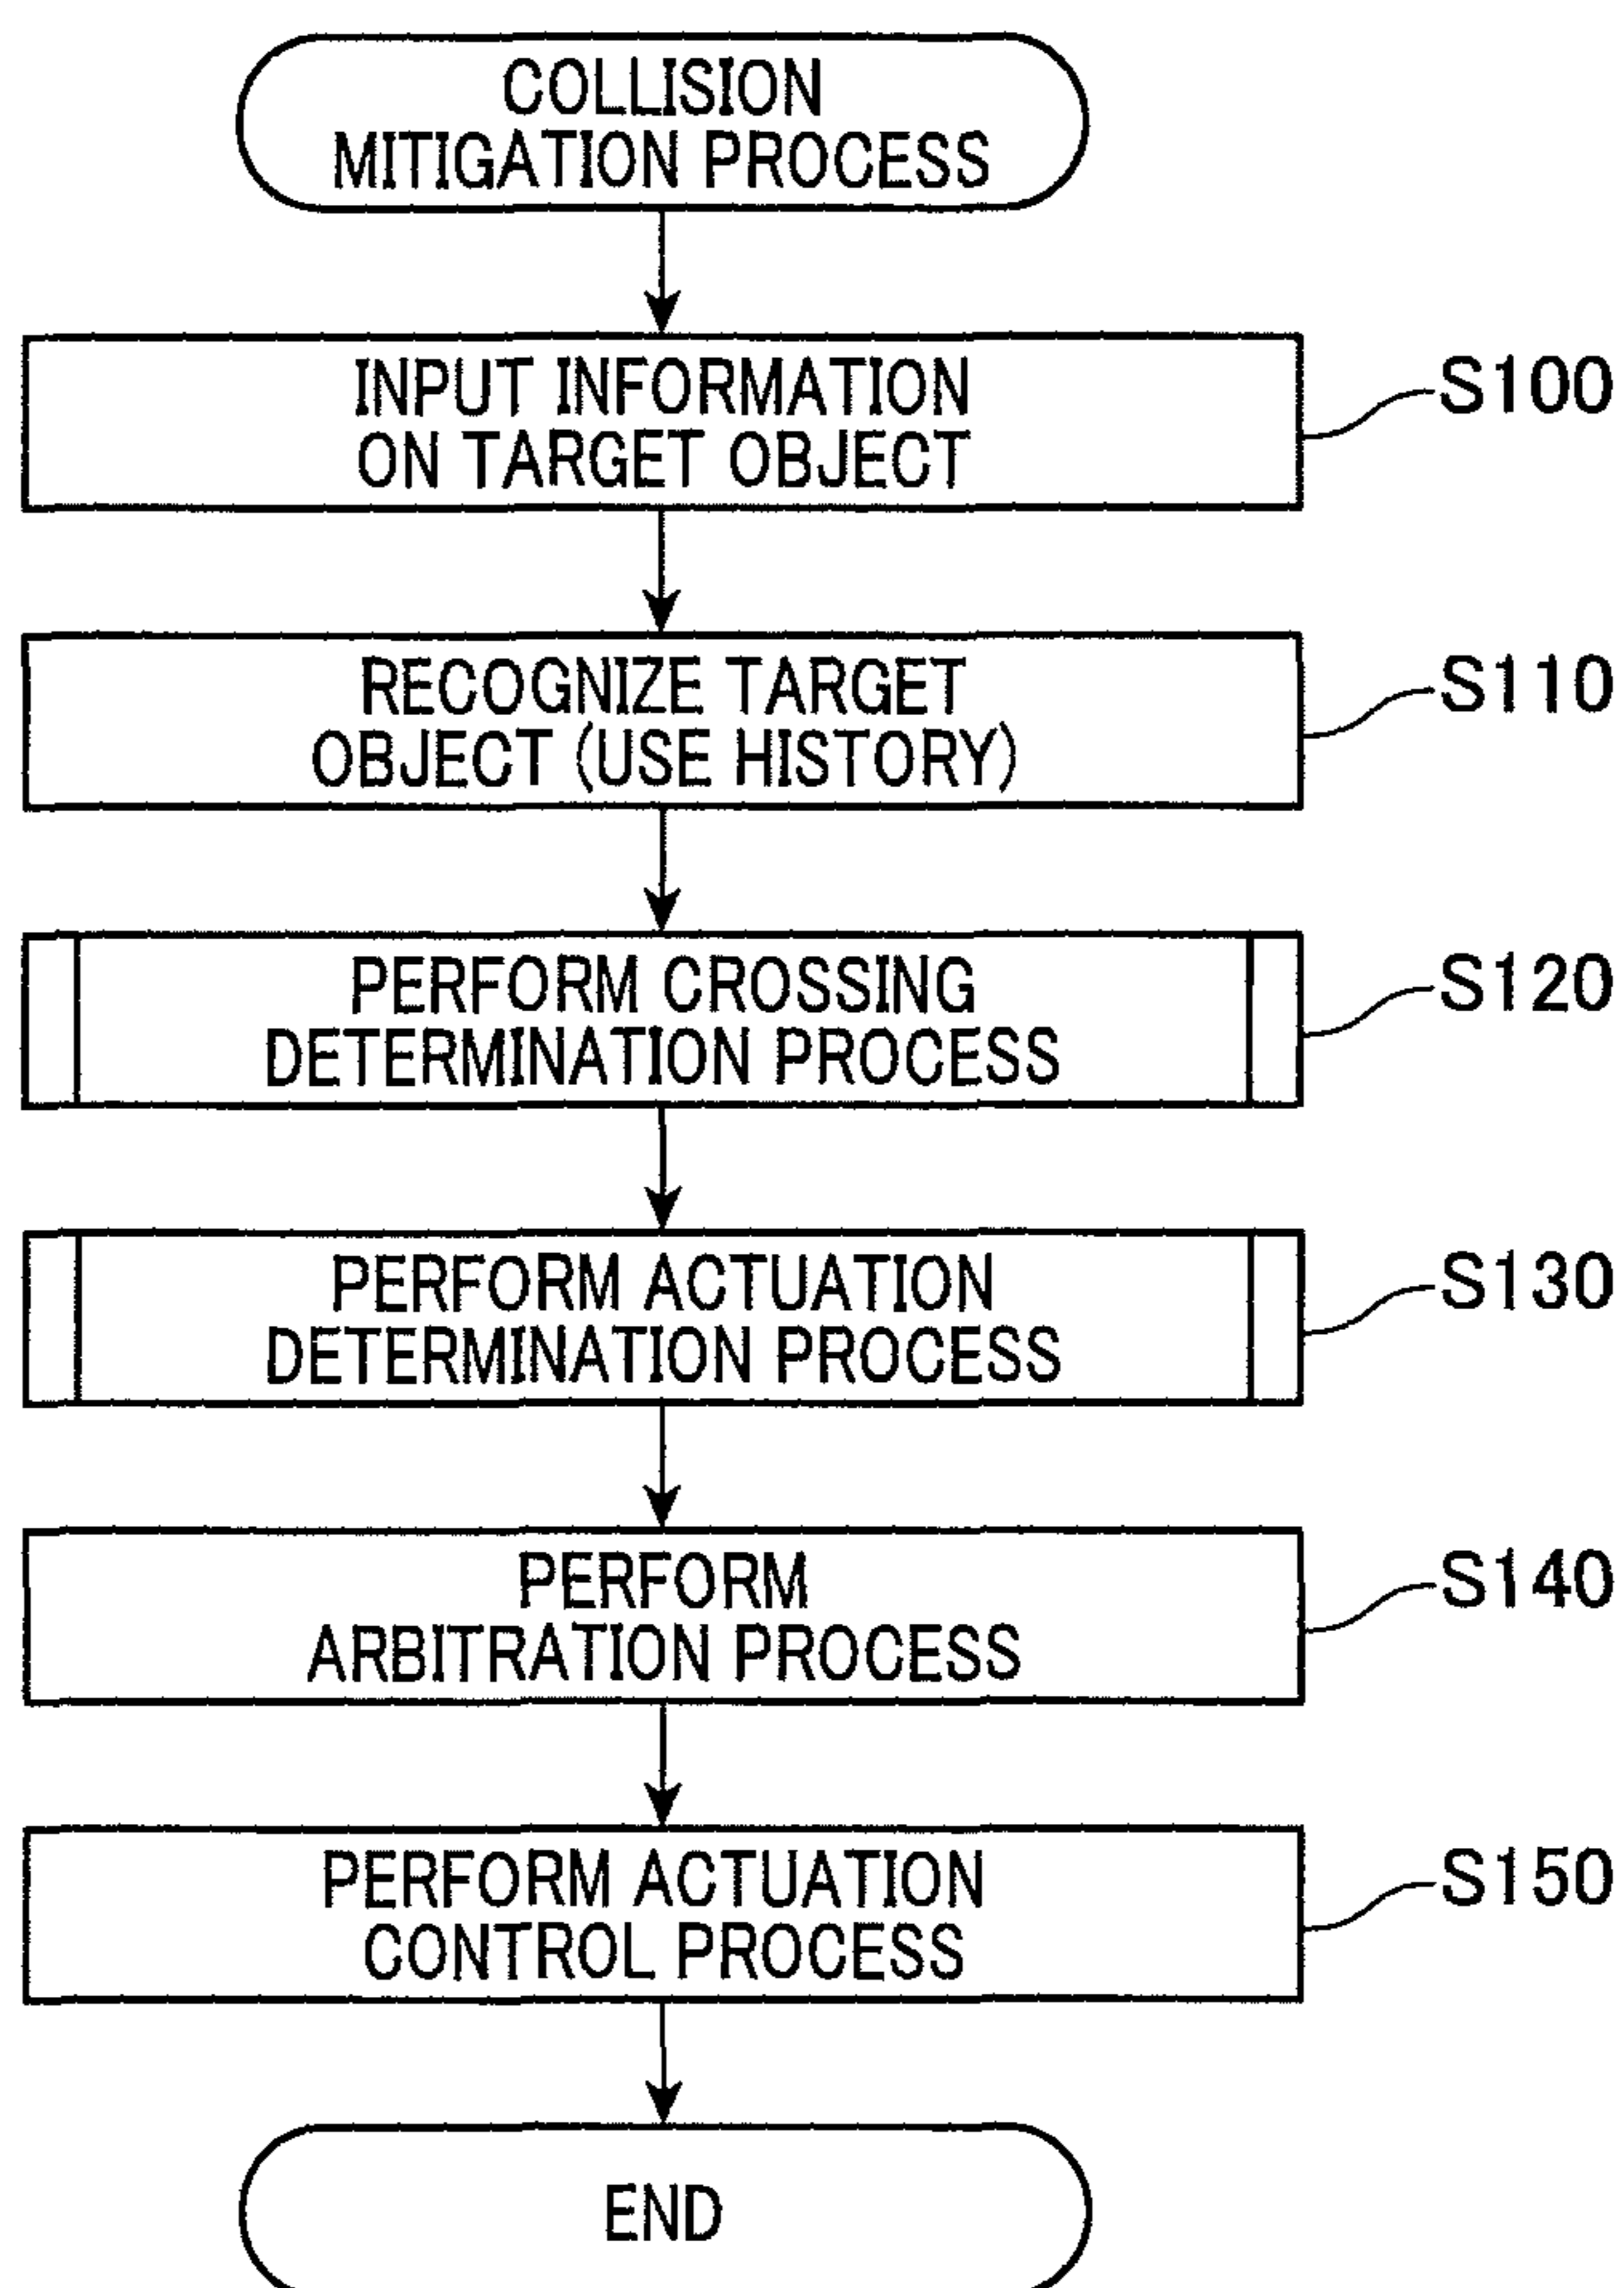 COLLISION
MITIGATION PROCESS
INPUT INFORMATION
ON TARGET OBJECT
S100
RECOGNIZE TARGET
OBJECT (USE HISTORY)
S110
PERFORM CROSSING
DETERMINATION PROCESS
S120
PERFORM ACTUATION
DETERMINATION PROCESS
S130
PERFORM
ARBITRATION PROCESS
S140
PERFORM ACTUATION
CONTROL PROCESS
S150
END